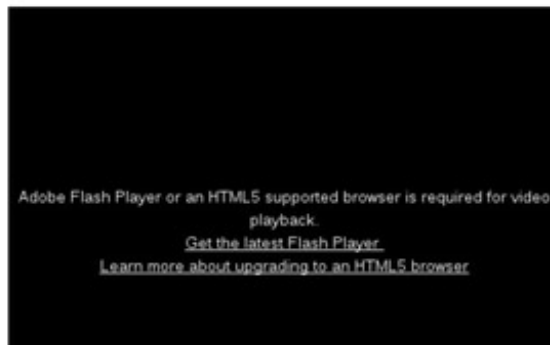 Adobe Flash Player or an HTML5 supported browser is required for video
playback.
Get the latest Flash Player
Learn more about upgrading to an HTML5 browser